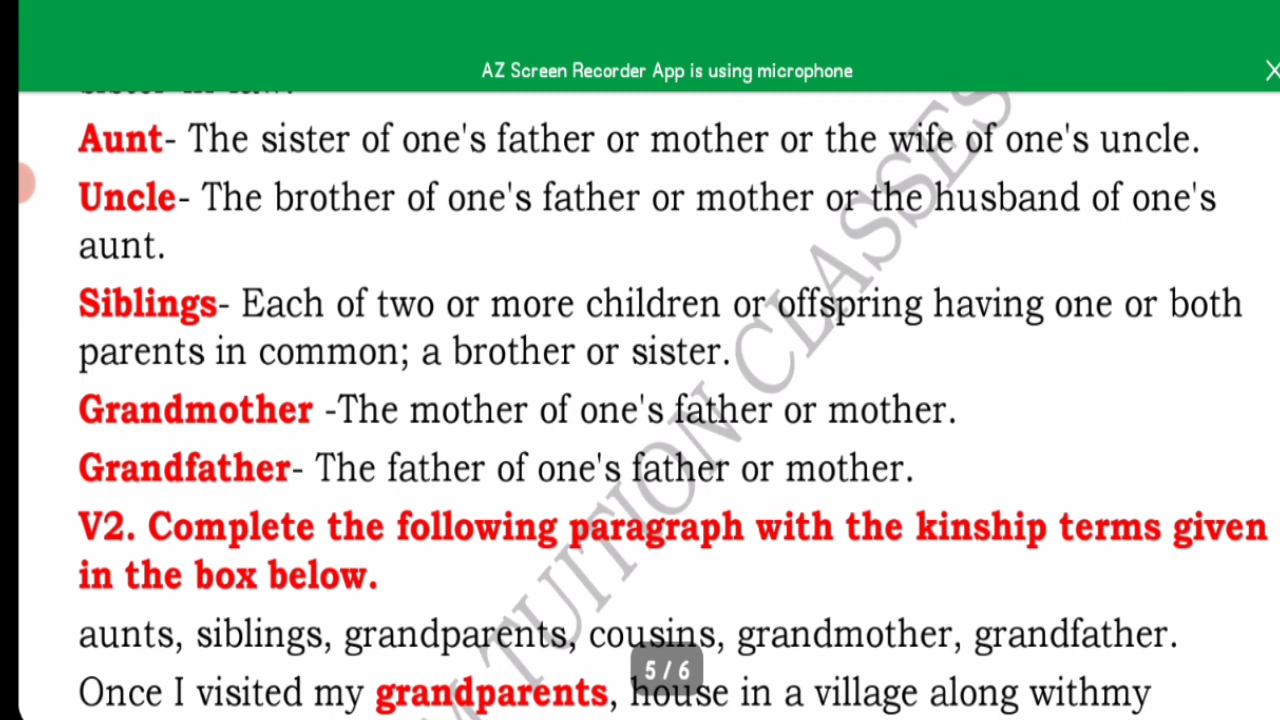 AZ Screen Recorder App is using microphone
Aunt- The sister of one's father or mother or the wife of one's uncle.
Uncle- The brother of one's father or mother or the husband of one's
aunt.
Siblings- Each of two or more children or offspring having one or both
parents in common; a brother or sister.
Grandmother -The mother of one's father or mother.
Grandfather- The father of one's father or mother.
V2. Complete the following paragraph with the kinship terms given
in the box below.
aunts, siblings, grandparents, cousins, grandmother, grandfather.
5 / 6
Once I visited my grandparents, house in a village along withmy
TUITION CLASSES